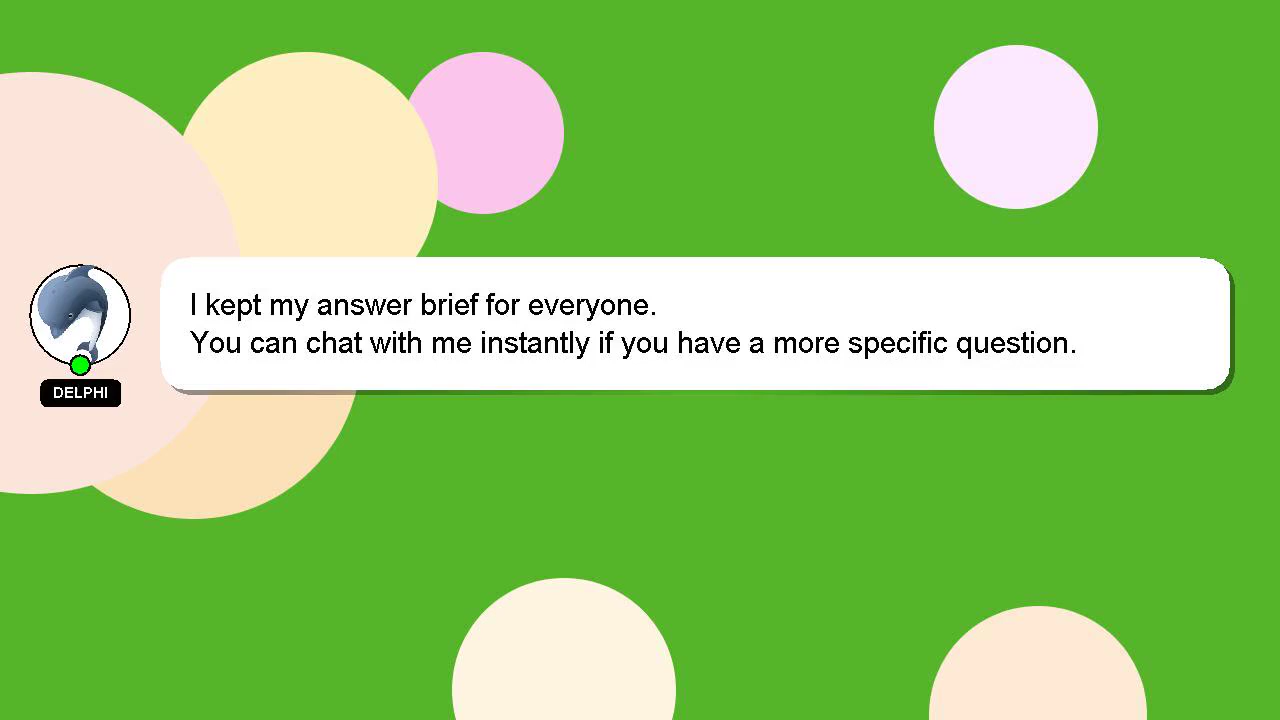 I kept my answer brief for everyone.
You can chat with me instantly if you have a more specific question.
DELPHI